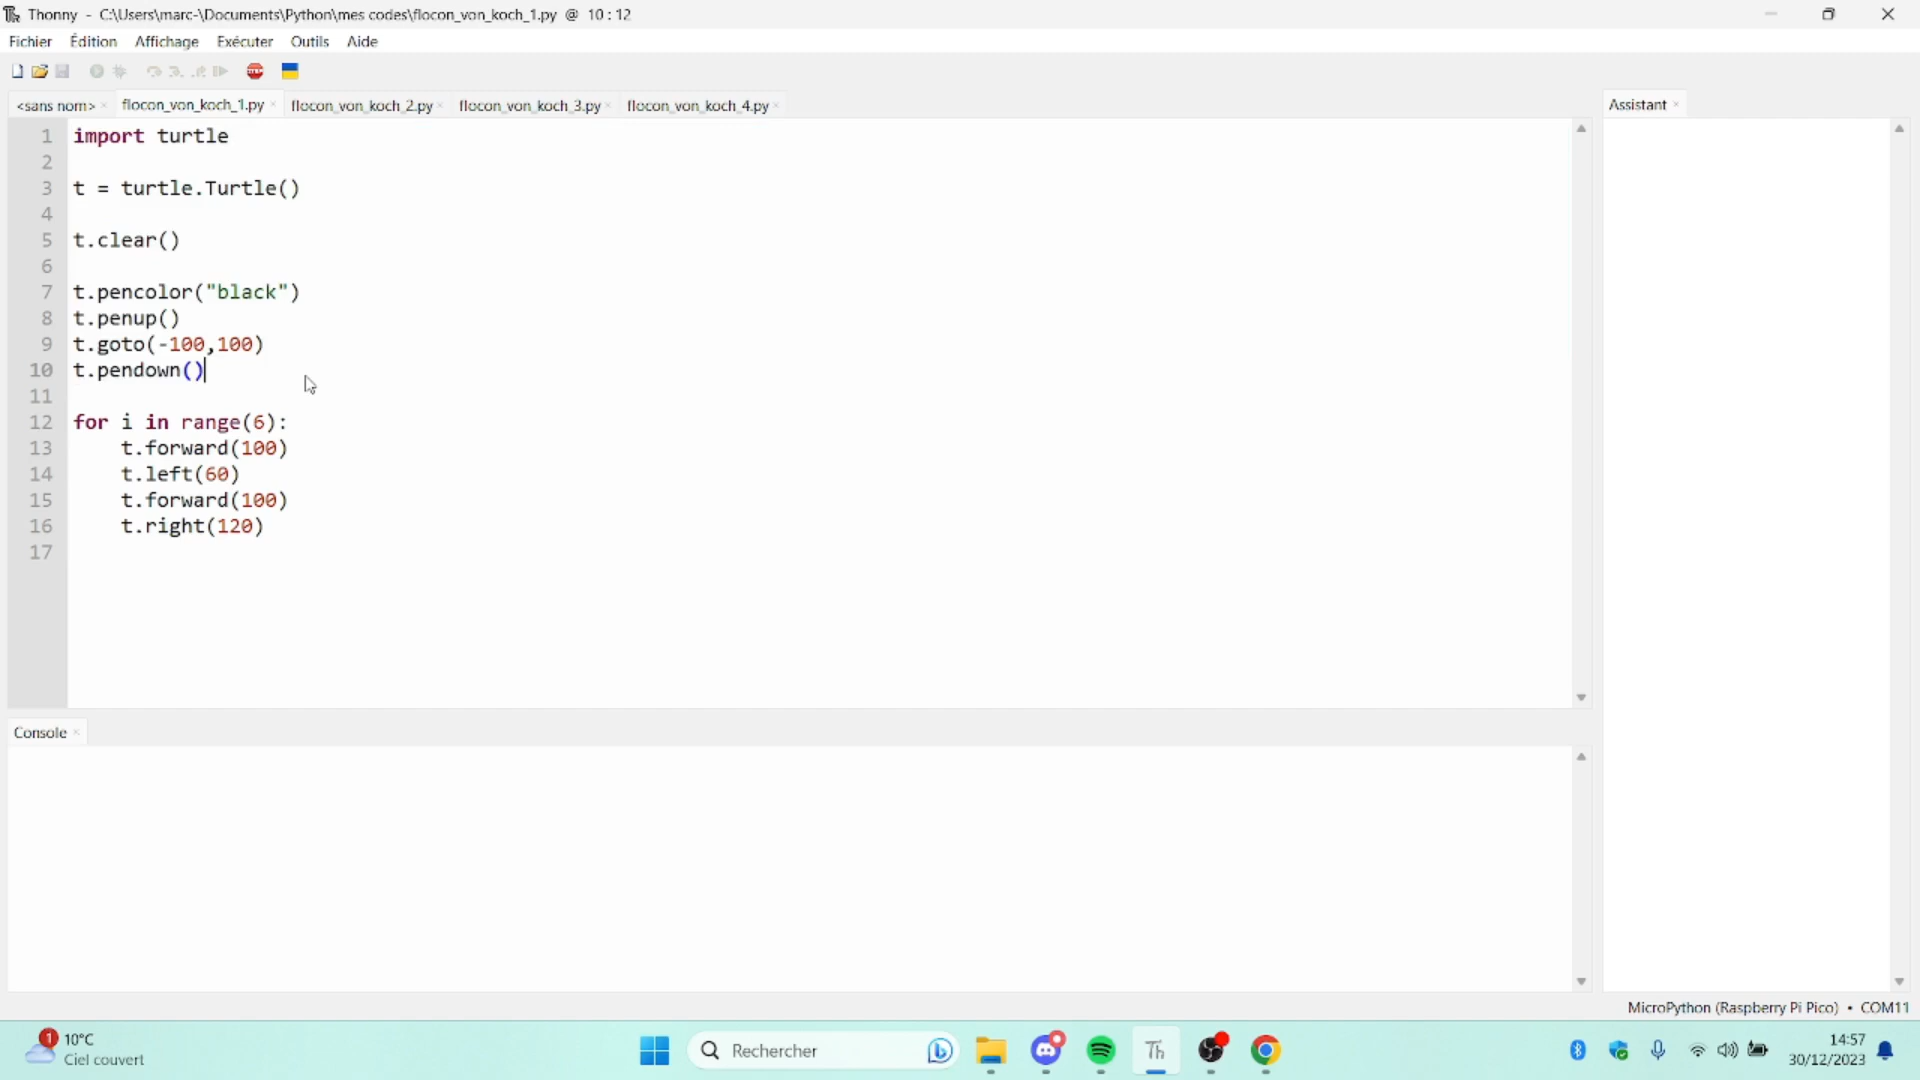 Thonny - C:\Users\marc-\Documents\Python\mes codes\flocon_von_koch_1.py @ 10 : 12
Fichier Édition Affichage Exécuter Outils Aide
STOP
<sans nom> × flocon_von_koch_1.py × flocon_von_koch_2.py × flocon_von_koch_3.py × flocon_von_koch_4.py × Assistant ×
1 import turtle
2
3 t = turtle.Turtle()
4
5 t.clear()
6
7 t.pencolor("black")
8 t.penup()
9 t.goto(-100,100)
10 t.pendown()
11
12 for i in range(6):
13     t.forward(100)
14     t.left(60)
15     t.forward(100)
16     t.right(120)
17
Console ×
MicroPython (Raspberry Pi Pico) • COM11
1 10°C
Ciel couvert
Rechercher
Th
14:57
30/12/2023